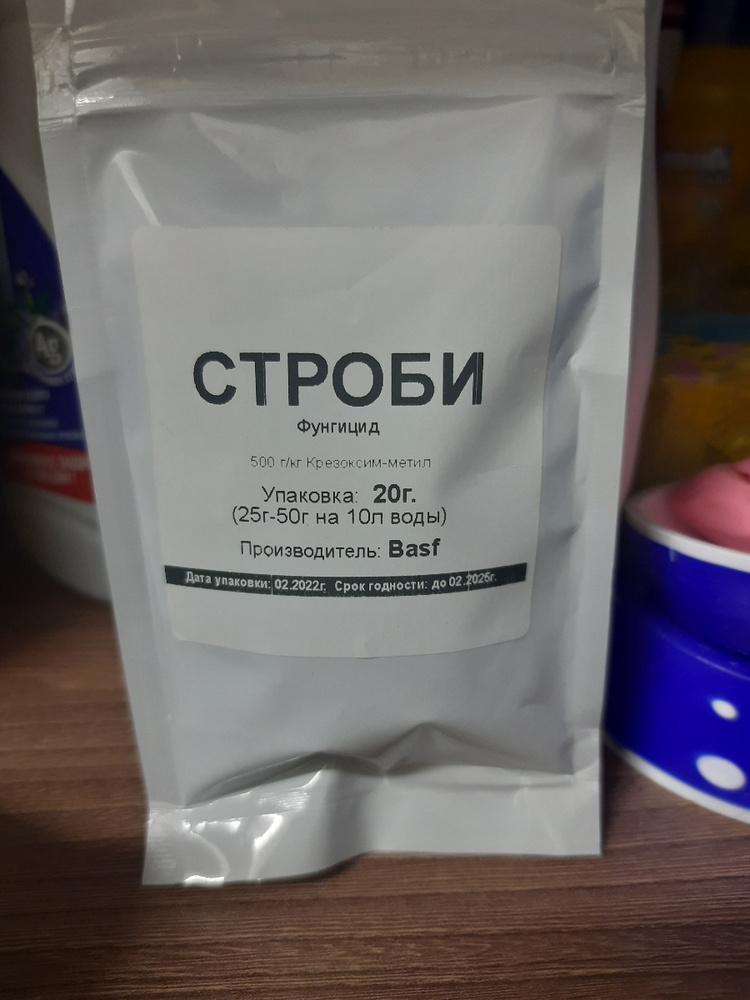 СТРОБИ
Фунгицид
500 г/кг Крезоксим-метил
Упаковка: 20г.
(25г-50г на 10л воды)
Производитель: Basf
Дата упаковки: 02.2022г. Срок годности: до 02.2025г.
Ag